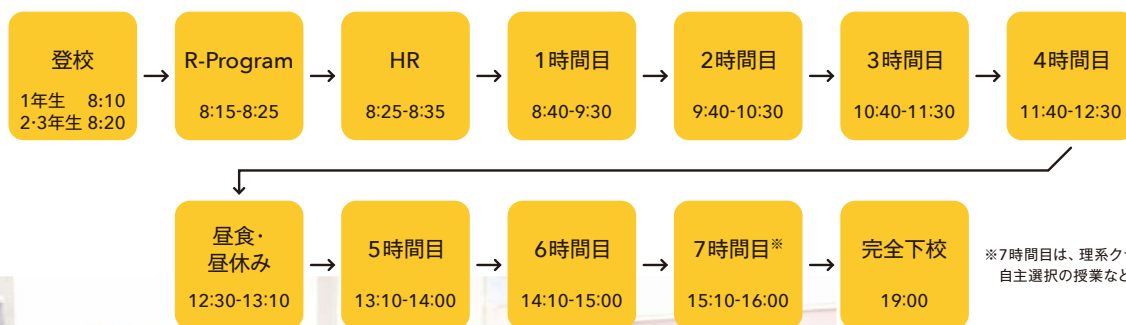 登校
1年生 8:10
2·3年生 8:20
R-Program
8:15-8:25
HR
8:25-8:35
1時間目
8:40-9:30
2時間目
9:40-10:30
3時間目
10:40-11:30
4時間目
11:40-12:30
昼食・
昼休み
12:30-13:10
5時間目
13:10-14:00
6時間目
14:10-15:00
7時間目※
15:10-16:00
完全下校
19:00
※7時間目は、理系ク
自主選択の授業など